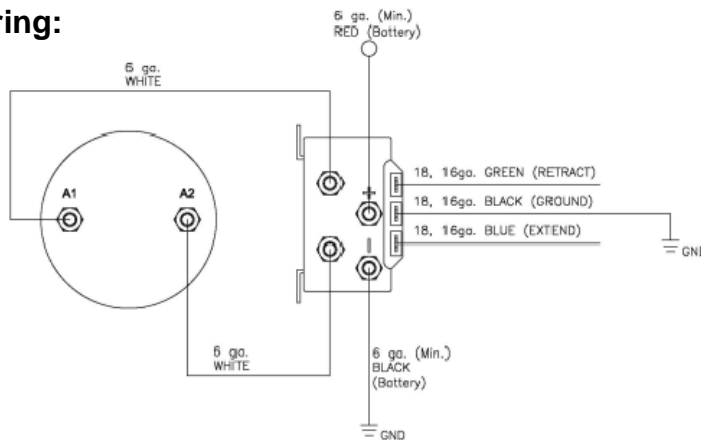 ring:
6 ga. (Min.)
RED (Battery)
6 ga.
WHITE
A1
A2
+
18, 16ga. GREEN (RETRACT)
18, 16ga. BLACK (GROUND)
18, 16ga. BLUE (EXTEND)
GND
6 ga.
WHITE
6 ga. (Min.)
BLACK
(Battery)
GND